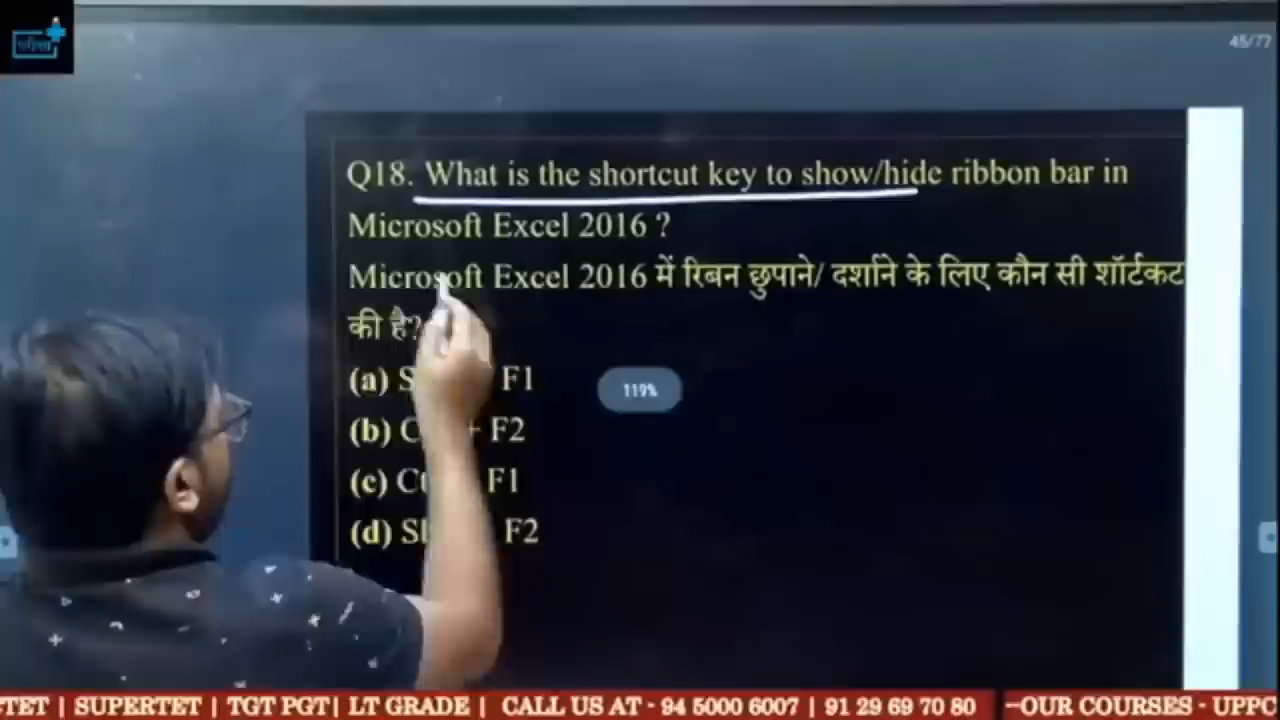 45/77
Q18. What is the shortcut key to show/hide ribbon bar in
Microsoft Excel 2016 ?
Microsoft Excel 2016 में रिबन छुपाने/ दर्शाने के लिए कौन सी शॉर्टकट
की है?
(a) F1
(b) + F2
(c) F1
(d) F2
119%
TET | SUPERTET | TGT PGT| LT GRADE | CALL US AT - 94 5000 6007 | 91 29 69 70 80 --OUR COURSES - UPPC